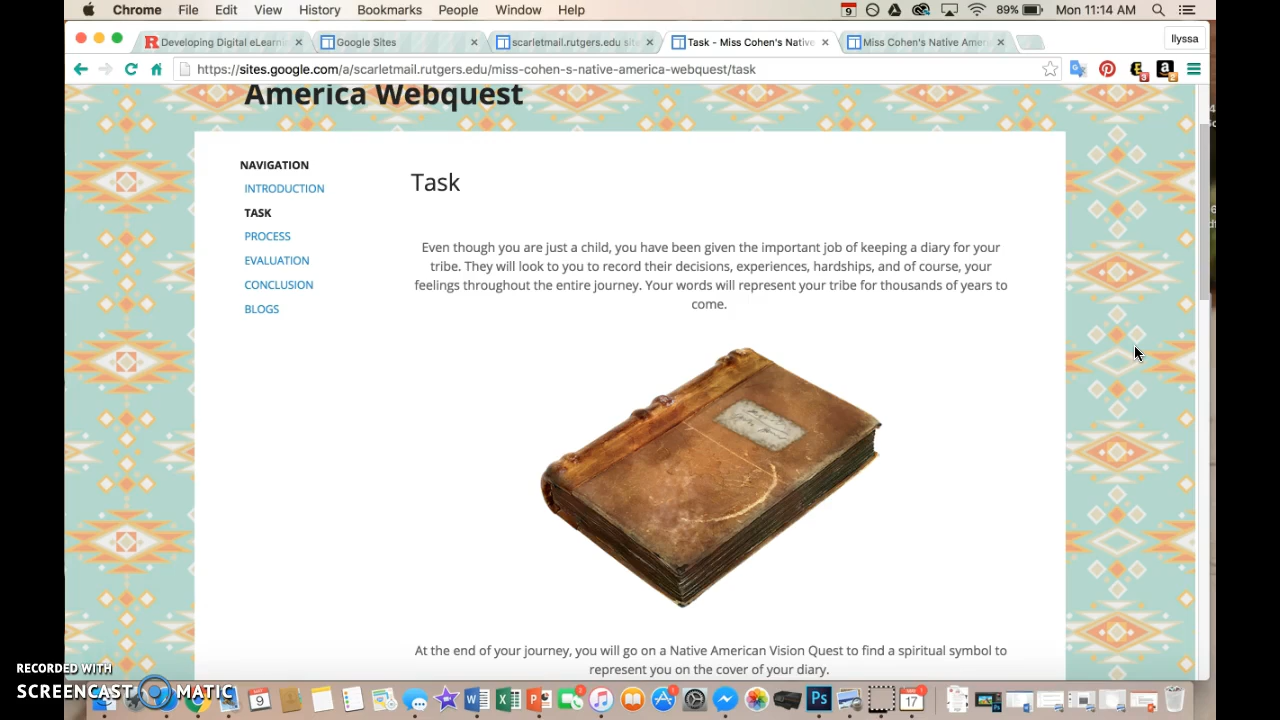 Chrome File Edit View History Bookmarks People Window Help 9 89% Mon 11:14 AM
Developing Digital eLearnin × Google Sites × scarletmail.rutgers.edu sit × Task - Miss Cohen's Native × Miss Cohen's Native Amer × Ilyssa
https://sites.google.com/a/scarletmail.rutgers.edu/miss-cohen-s-native-america-webquest/task
America Webquest
NAVIGATION
INTRODUCTION
TASK
PROCESS
EVALUATION
CONCLUSION
BLOGS
Task
Even though you are just a child, you have been given the important job of keeping a diary for your
tribe. They will look to you to record their decisions, experiences, hardships, and of course, your
feelings throughout the entire journey. Your words will represent your tribe for thousands of years to
come.
At the end of your journey, you will go on a Native American Vision Quest to find a spiritual symbol to
represent you on the cover of your diary.
RECORDED WITH
SCREENCAST MATIC
9
Ps
17